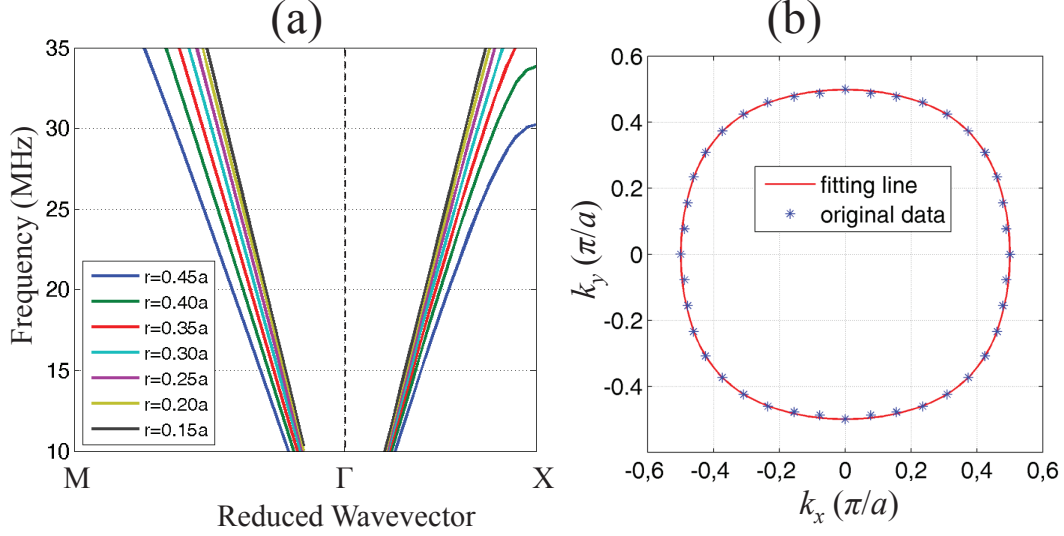 (a)
35
30
25
20
15
10
Frequency (MHz)
r=0.45a
r=0.40a
r=0.35a
r=0.30a
r=0.25a
r=0.20a
r=0.15a
M
Γ
X
Reduced Wavevector
(b)
0.6
0.4
0.2
0
-0.2
-0.4
k_y (π/a)
fitting line
original data
-0,6
-0,4
-0,2
0
0,2
0,4
0,6
k_x (π/a)